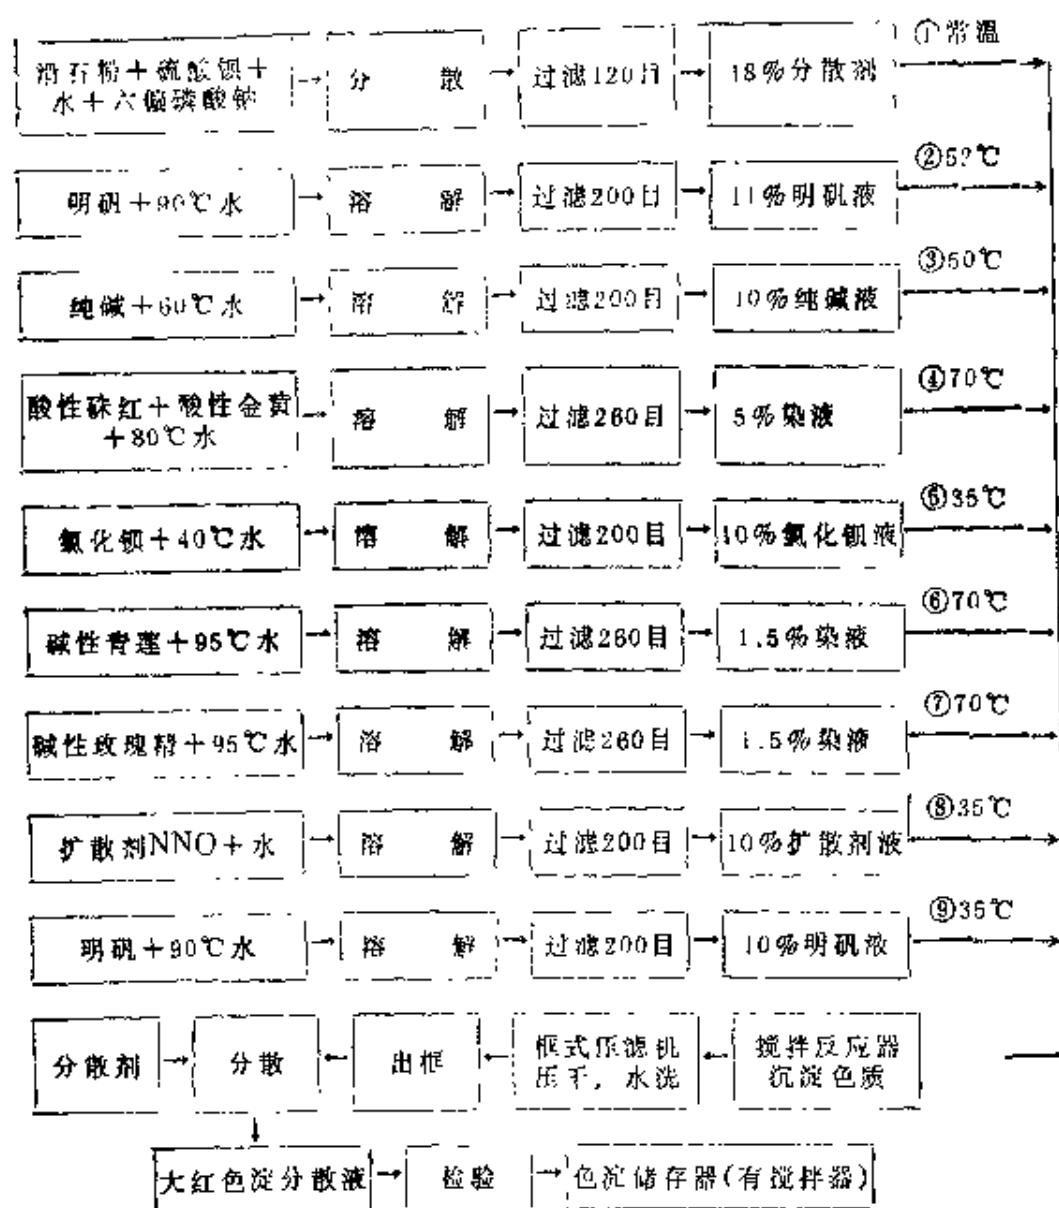 ①常温
滑石粉＋硫酸钡＋
水＋六偏磷酸钠 → 分 散 → 过滤120目 → 18%分散剂
②52℃
明矾＋90℃水 → 溶 解 → 过滤200目 → 11%明矾液
③50℃
纯碱＋60℃水 → 溶 解 → 过滤200目 → 10%纯碱液
④70℃
酸性硃红＋酸性金黄
＋80℃水 → 溶 解 → 过滤260目 → 5%染液
⑤35℃
氯化钡＋40℃水 → 溶 解 → 过滤200目 → 10%氯化钡液
⑥70℃
碱性青莲＋95℃水 → 溶 解 → 过滤260目 → 1.5%染液
⑦70℃
碱性玫瑰精＋95℃水 → 溶 解 → 过滤260目 → 1.5%染液
⑧35℃
扩散剂NNO＋水 → 溶 解 → 过滤200目 → 10%扩散剂液
⑨35℃
明矾＋90℃水 → 溶 解 → 过滤200目 → 10%明矾液
分散剂 → 分散 ← 出框 ← 框式压滤机 ← 搅拌反应器
压干，水洗 沉淀色质
大红色淀分散液 → 检验 → 色淀储存器(有搅拌器)